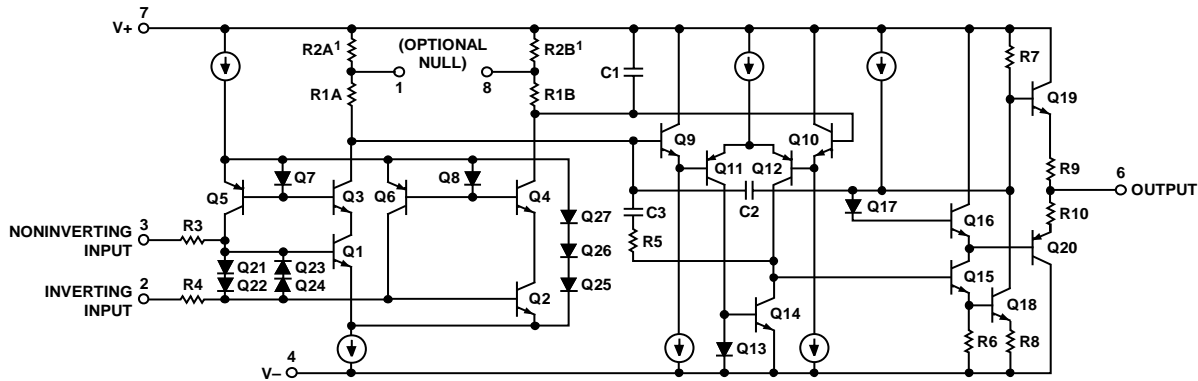 7
V+
R2A¹
(OPTIONAL
NULL)
R2B¹
1
8
R1A
R1B
C1
R7
Q19
Q9
Q10
Q11
Q12
Q7
Q8
Q5
Q3
Q6
Q4
R9
6
OUTPUT
R10
Q27
C2
Q17
Q16
Q20
3
NONINVERTING
INPUT
R3
C3
R5
Q26
Q1
Q21
Q23
Q22
Q24
Q25
2
INVERTING
INPUT
R4
Q2
Q15
Q18
Q14
Q13
R6
R8
4
V–